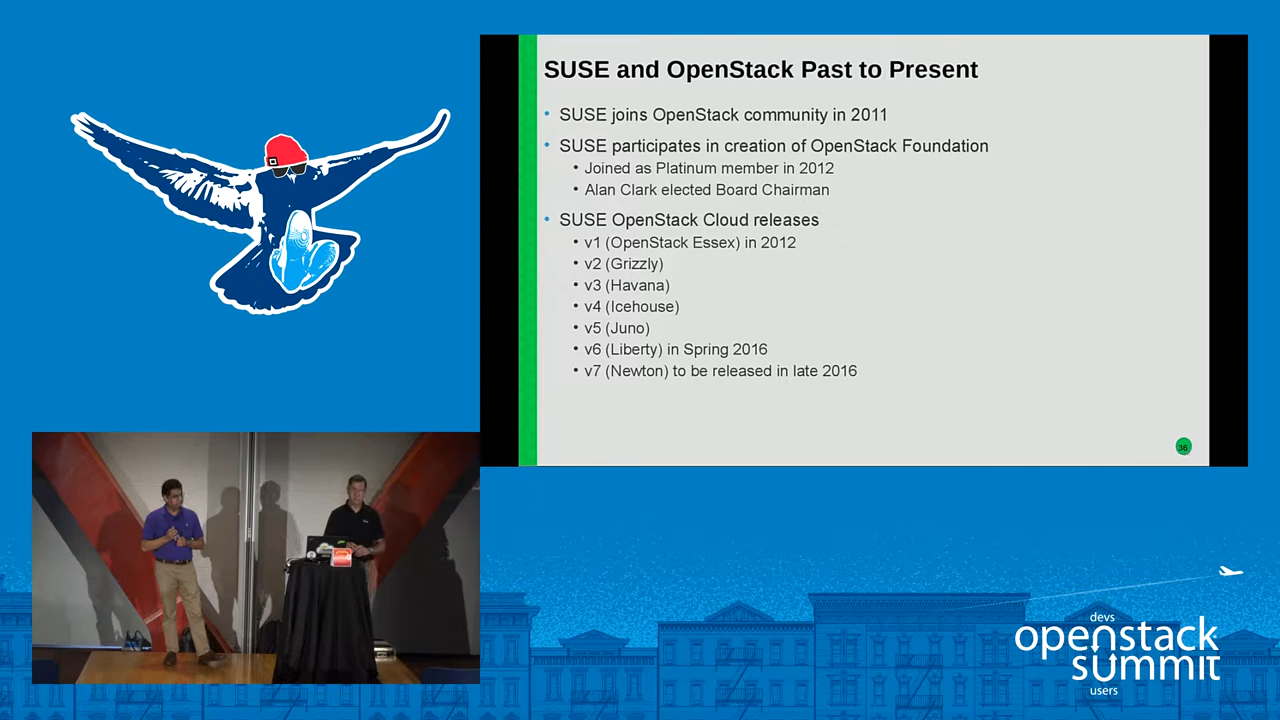 SUSE and OpenStack Past to Present
• SUSE joins OpenStack community in 2011
• SUSE participates in creation of OpenStack Foundation
• Joined as Platinum member in 2012
• Alan Clark elected Board Chairman
• SUSE OpenStack Cloud releases
• v1 (OpenStack Essex) in 2012
• v2 (Grizzly)
• v3 (Havana)
• v4 (Icehouse)
• v5 (Juno)
• v6 (Liberty) in Spring 2016
• v7 (Newton) to be released in late 2016
36
devs
openstack
summit
users